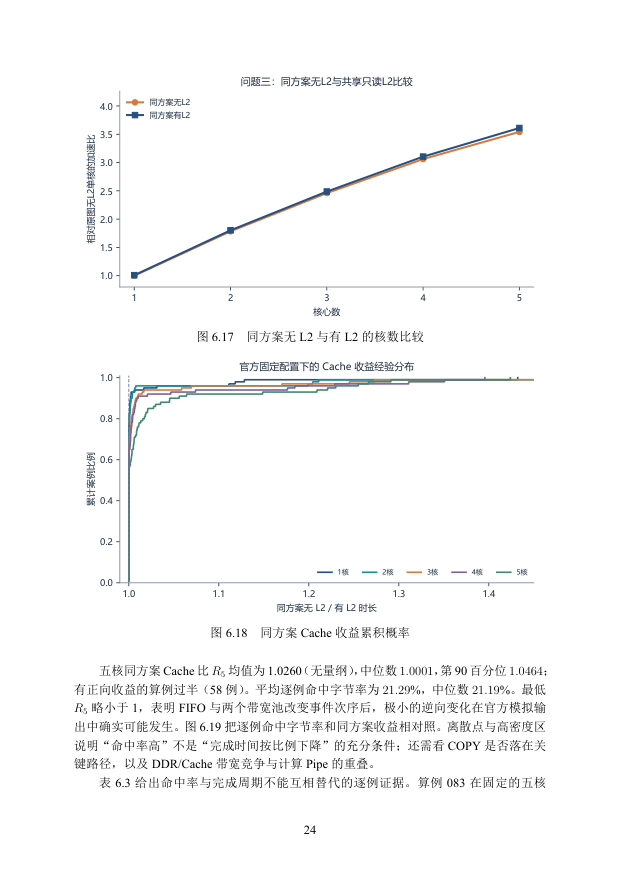 问题三：同方案无L2与共享只读L2比较
同方案无L2
同方案有L2
相对原图无L2单核的加速比
4.0
3.5
3.0
2.5
2.0
1.5
1.0
1
2
3
4
5
核心数
图 6.17 同方案无 L2 与有 L2 的核数比较
官方固定配置下的 Cache 收益经验分布
累计案例比例
1.0
0.8
0.6
0.4
0.2
0.0
1核
2核
3核
4核
5核
1.0
1.1
1.2
1.3
1.4
同方案无 L2 / 有 L2 时长
图 6.18 同方案 Cache 收益累积概率
五核同方案 Cache 比 R5 均值为 1.0260（无量纲），中位数 1.0001，第 90 百分位 1.0464；
有正向收益的算例过半（58 例）。平均逐例命中字节率为 21.29%，中位数 21.19%。最低
R5 略小于 1，表明 FIFO 与两个带宽池改变事件次序后，极小的逆向变化在官方模拟输
出中确实可能发生。图 6.19 把逐例命中字节率和同方案收益相对照。离散点与高密度区
说明“命中率高”不是“完成时间按比例下降”的充分条件；还需看 COPY 是否落在关
键路径，以及 DDR/Cache 带宽竞争与计算 Pipe 的重叠。
表 6.3 给出命中率与完成周期不能互相替代的逐例证据。算例 083 在固定的五核
24